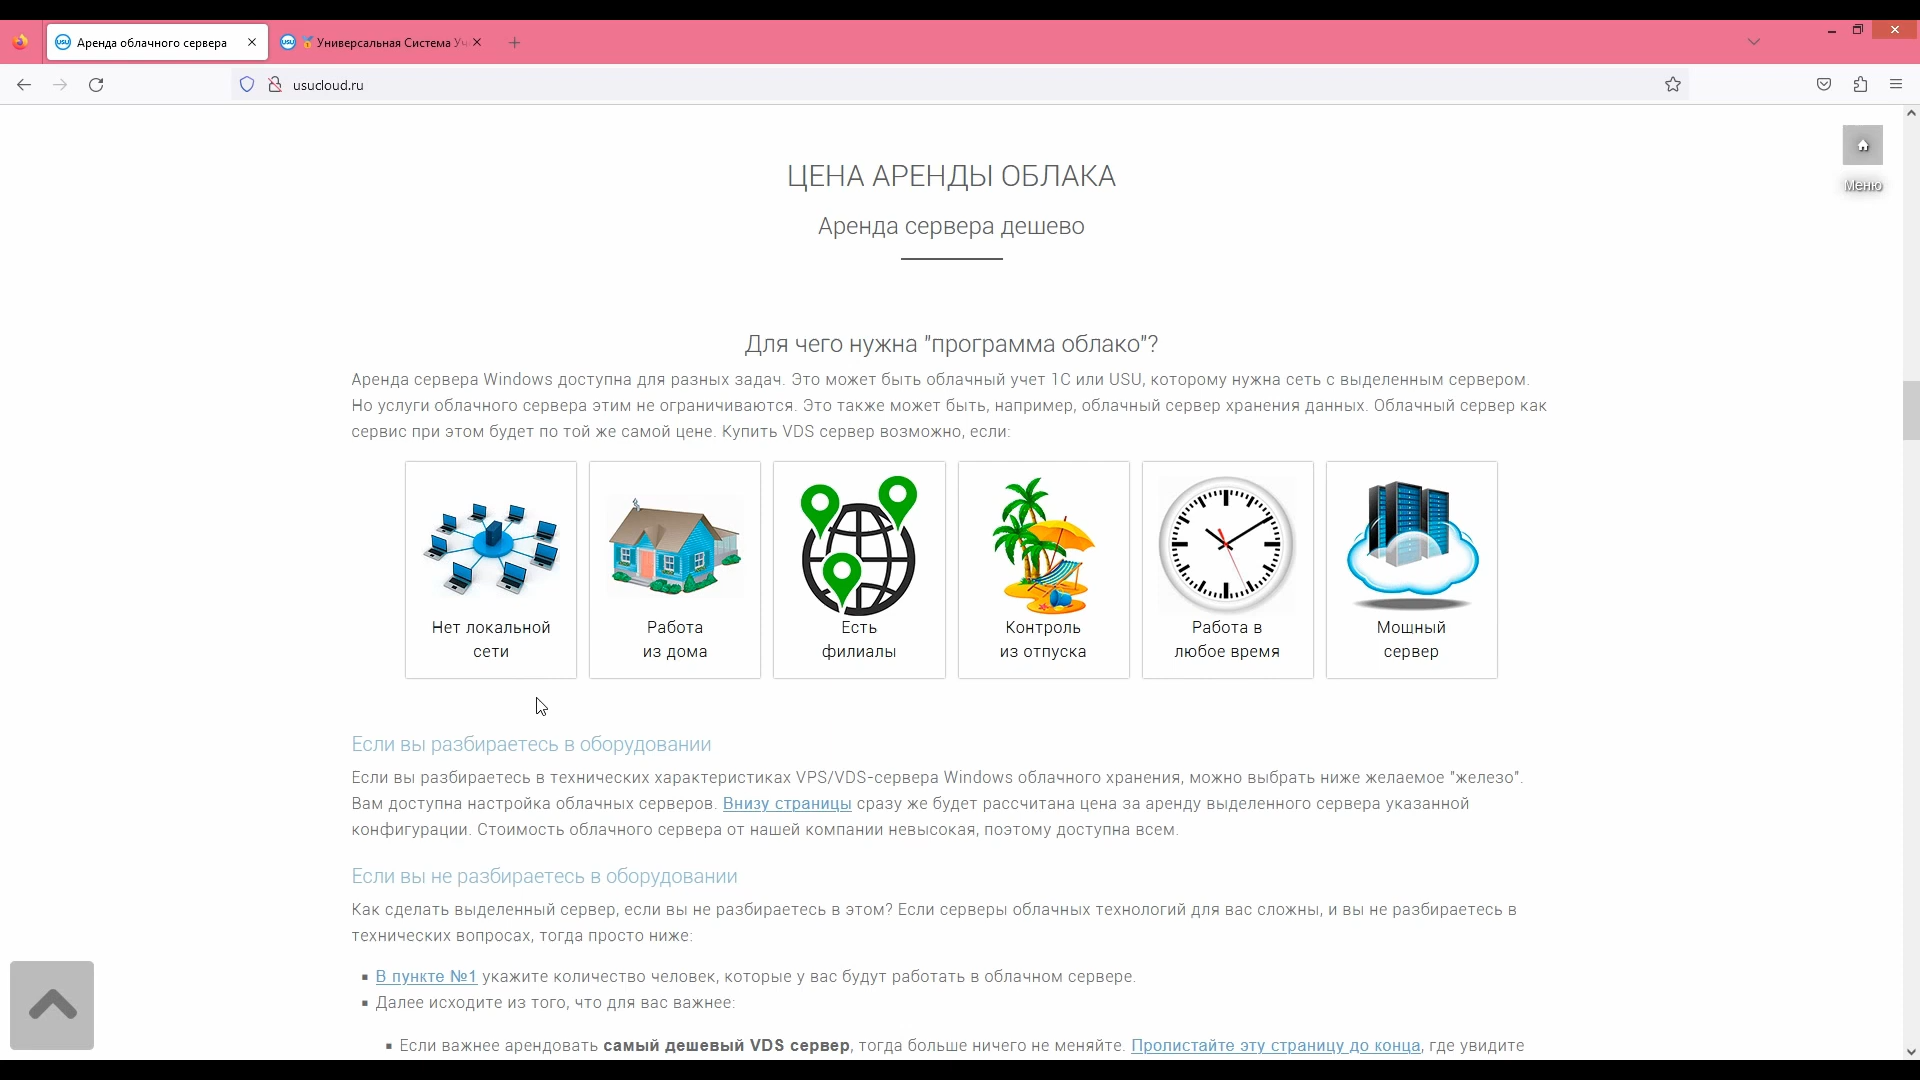 Аренда облачного сервера
Универсальная Система Уч
usucloud.ru
Меню
ЦЕНА АРЕНДЫ ОБЛАКА
Аренда сервера дешево
Для чего нужна "программа облако"?
Аренда сервера Windows доступна для разных задач. Это может быть облачный учет 1С или USU, которому нужна сеть с выделенным сервером.
Но услуги облачного сервера этим не ограничиваются. Это также может быть, например, облачный сервер хранения данных. Облачный сервер как
сервис при этом будет по той же самой цене. Купить VDS сервер возможно, если:
Нет локальной
сети
Работа
из дома
Есть
филиалы
Контроль
из отпуска
Работа в
любое время
Мощный
сервер
Если вы разбираетесь в оборудовании
Если вы разбираетесь в технических характеристиках VPS/VDS-сервера Windows облачного хранения, можно выбрать ниже желаемое "железо".
Вам доступна настройка облачных серверов. Внизу страницы сразу же будет рассчитана цена за аренду выделенного сервера указанной
конфигурации. Стоимость облачного сервера от нашей компании невысокая, поэтому доступна всем.
Если вы не разбираетесь в оборудовании
Как сделать выделенный сервер, если вы не разбираетесь в этом? Если серверы облачных технологий для вас сложны, и вы не разбираетесь в
технических вопросах, тогда просто ниже:
▪ В пункте №1 укажите количество человек, которые у вас будут работать в облачном сервере.
▪ Далее исходите из того, что для вас важнее:
▪ Если важнее арендовать самый дешевый VDS сервер, тогда больше ничего не меняйте. Пролистайте эту страницу до конца, где увидите